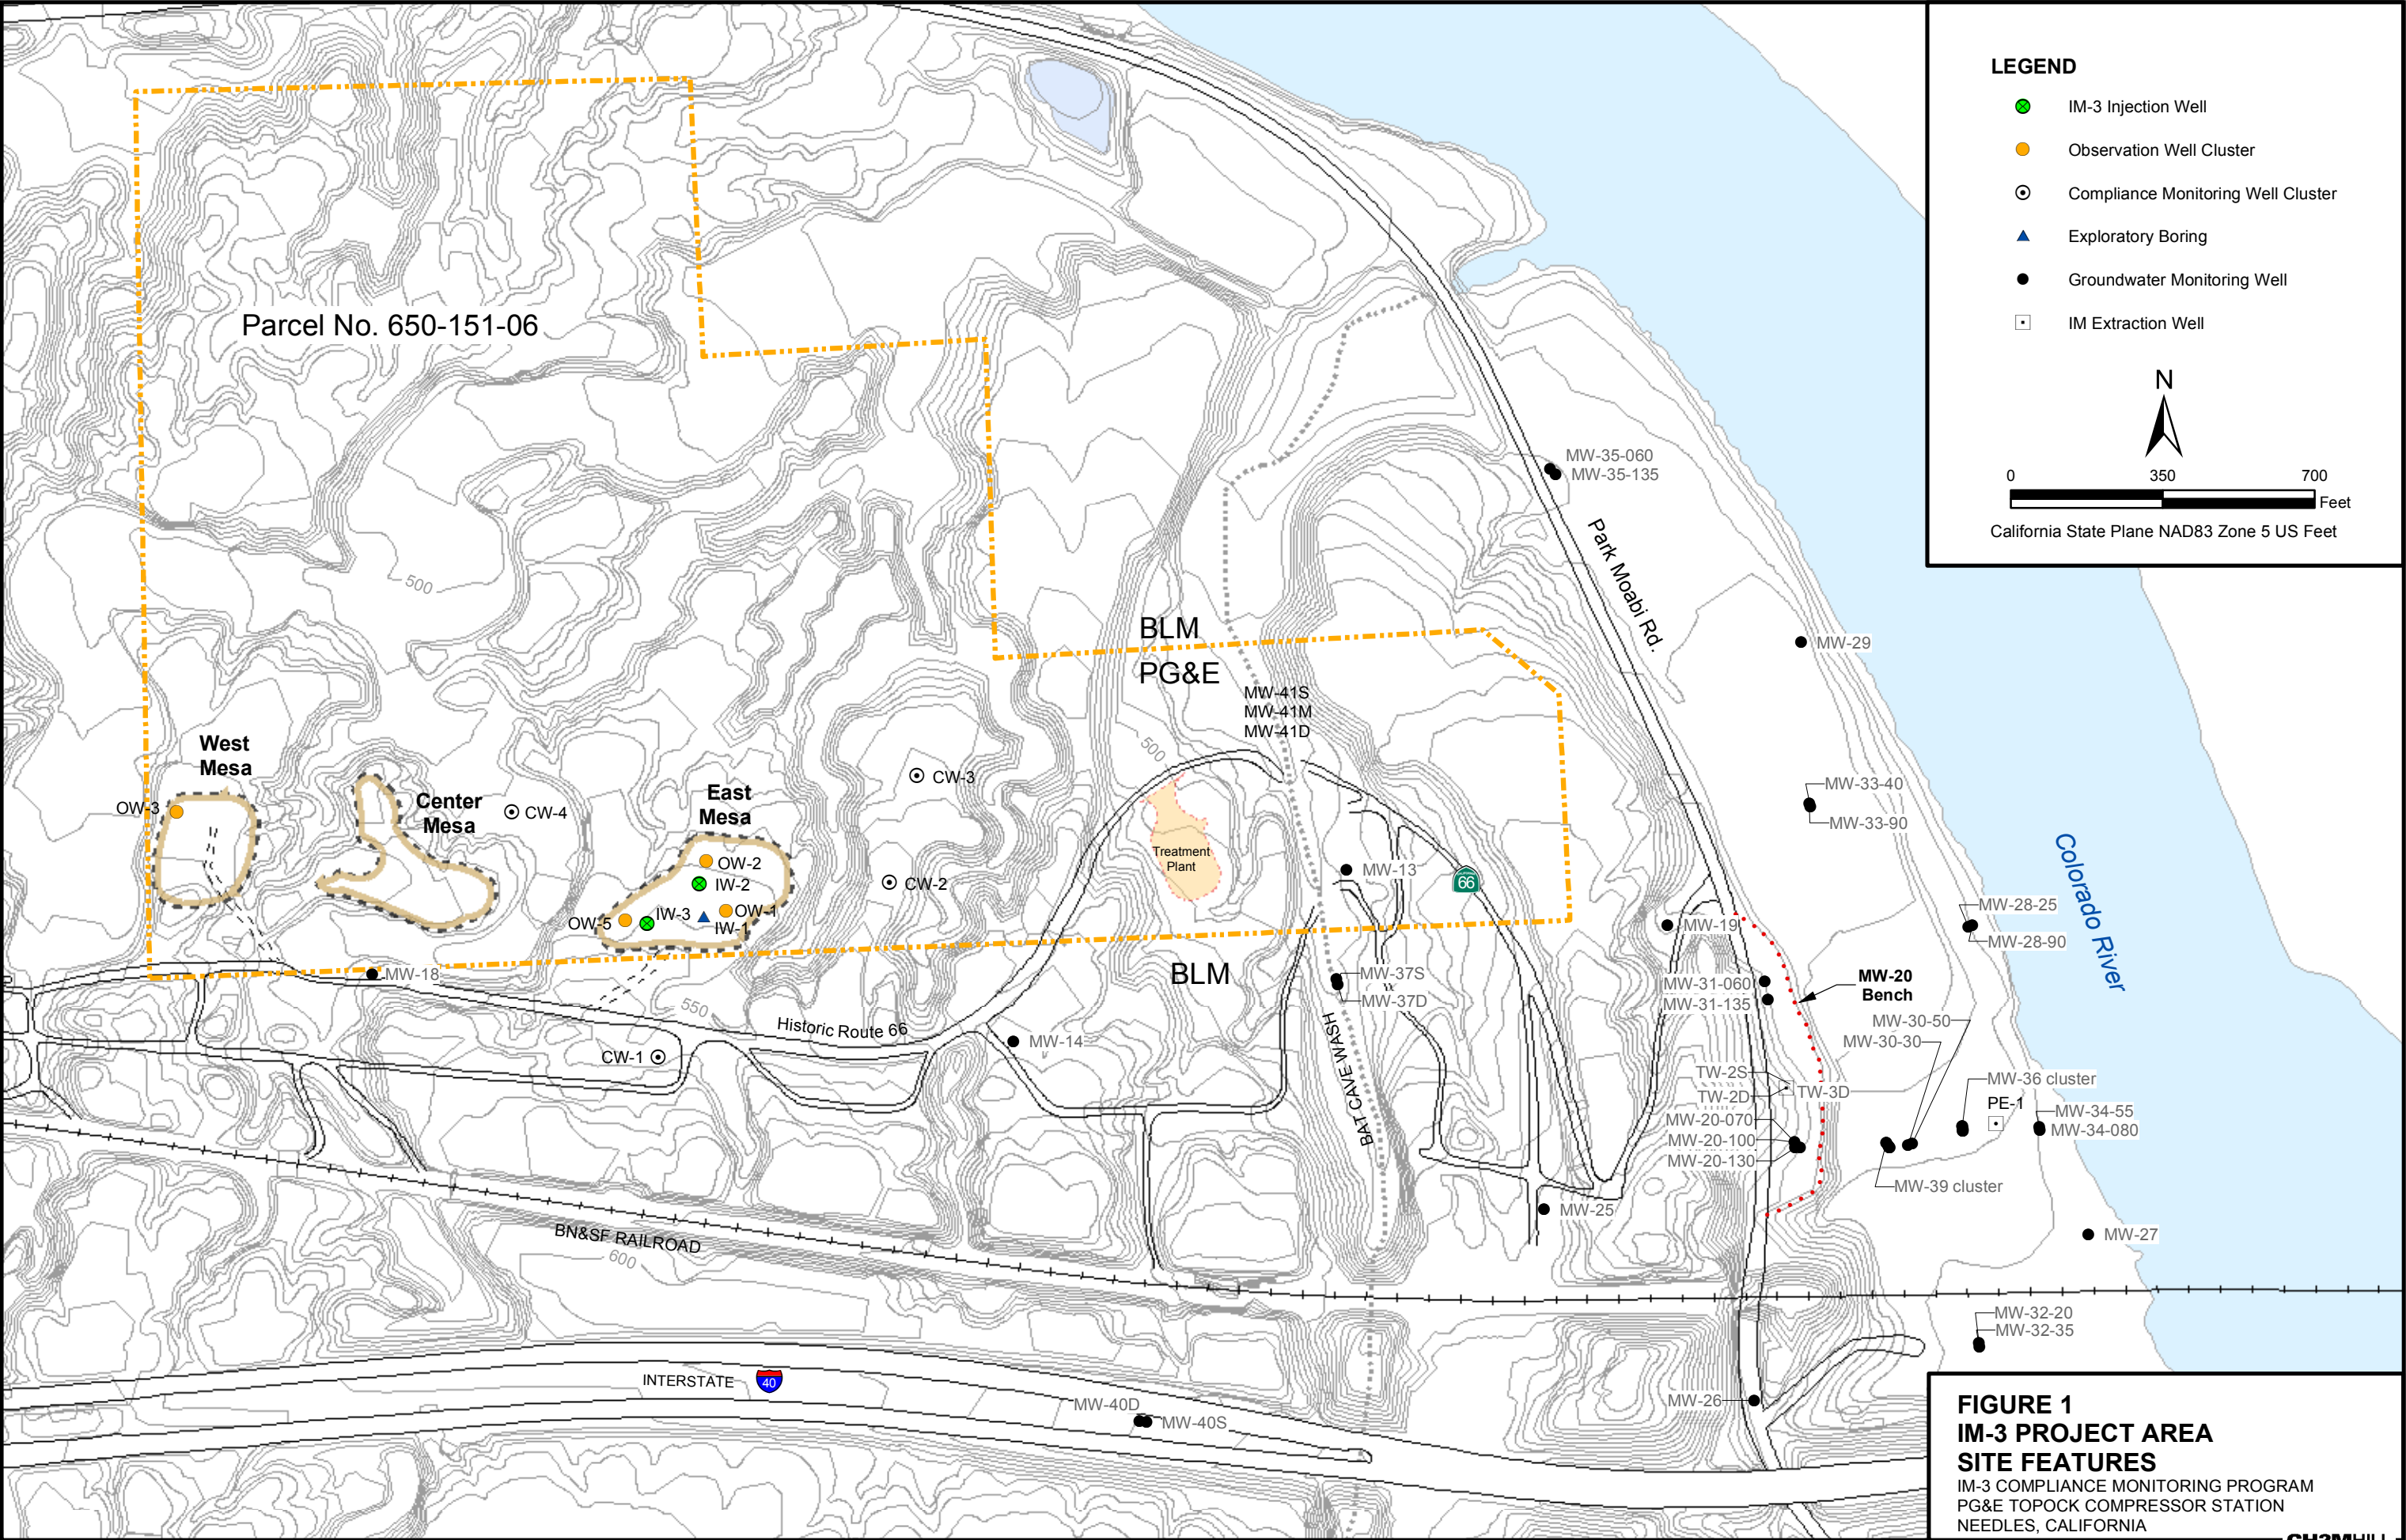 LEGEND
IM-3 Injection Well
Observation Well Cluster
Compliance Monitoring Well Cluster
Exploratory Boring
Groundwater Monitoring Well
IM Extraction Well
N
0 350 700
Feet
California State Plane NAD83 Zone 5 US Feet
Parcel No. 650-151-06
MW-35-060
MW-35-135
Park Moabi Rd.
500
BLM
PG&E
MW-29
MW-41S
MW-41M
MW-41D
500
West
Mesa
Center
Mesa
East
Mesa
OW-3
CW-4
CW-3
MW-33-40
MW-33-90
Treatment
Plant
OW-2
IW-2
CW-2
MW-13
66
Colorado River
OW-5
IW-3
OW-1
IW-1
MW-19
MW-28-25
MW-28-90
MW-18
BLM
MW-37S
MW-37D
MW-31-060
MW-31-135
MW-20
Bench
550
Historic Route 66
MW-14
MW-30-50
MW-30-30
CW-1
BAT CAVE WASH
TW-2S
TW-2D
TW-3D
MW-36 cluster
PE-1
MW-34-55
MW-34-080
MW-20-070
MW-20-100
MW-20-130
MW-39 cluster
MW-25
MW-27
BN&SF RAILROAD
600
MW-32-20
MW-32-35
INTERSTATE
40
MW-40D
MW-40S
MW-26
FIGURE 1
IM-3 PROJECT AREA
SITE FEATURES
IM-3 COMPLIANCE MONITORING PROGRAM
PG&E TOPOCK COMPRESSOR STATION
NEEDLES, CALIFORNIA
CH2MHILL